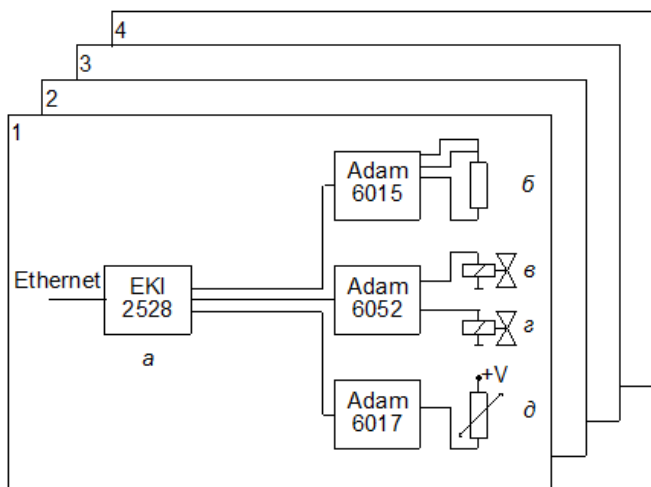 4
3
2
1
Adam
6015
б
Ethernet
EKI
2528
а
Adam
6052
в
г
Adam
6017
+V
д